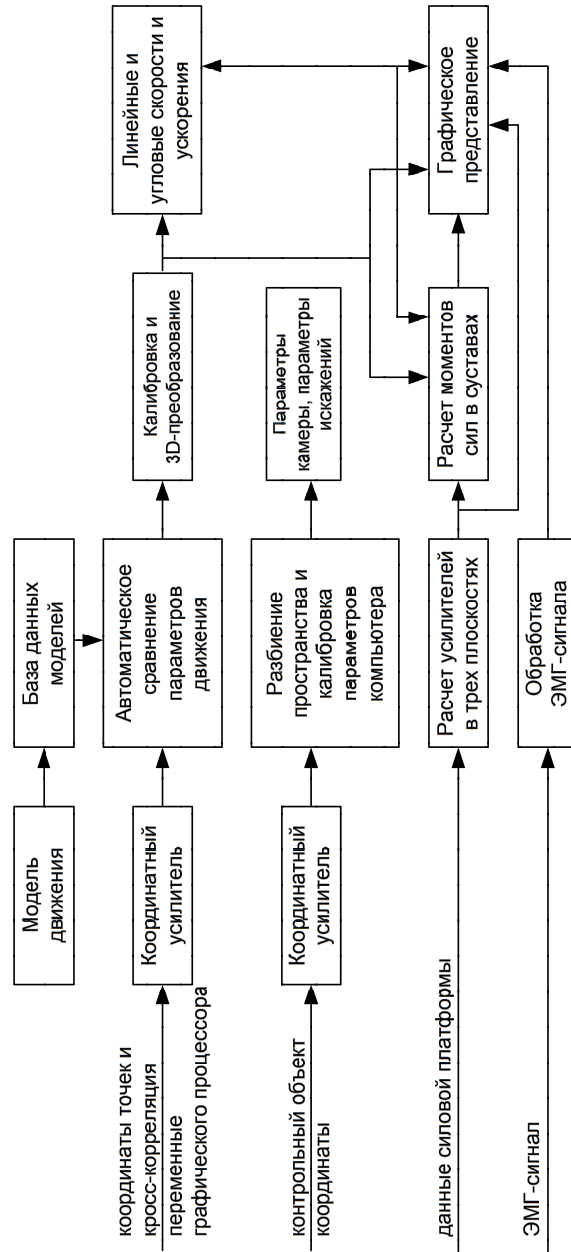 Модель
движения
База данных
моделей
координаты точек и
кросс-корреляция
переменные
графического процессора
Координатный
усилитель
Автоматическое
сравнение
параметров
движения
Калибровка и
3D-преобразование
Линейные и
угловые скорости и
ускорения
контрольный объект
координаты
Координатный
усилитель
Разбиение
пространства и
калибровка
параметров
компьютера
Параметры
камеры, параметры
искажений
данные силовой платформы
Расчет усилителей
в трех плоскостях
Расчет моментов
сил в суставах
Графическое
представление
ЭМГ-сигнал
Обработка
ЭМГ-сигнала